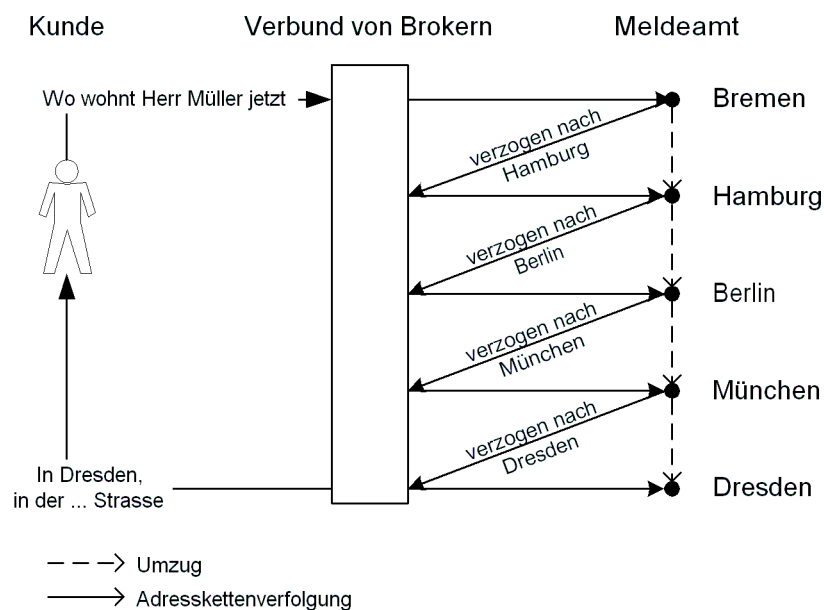 Kunde
Verbund von Brokern
Meldeamt
Wo wohnt Herr Müller jetzt
Bremen
verzogen nach
Hamburg
Hamburg
verzogen nach
Berlin
Berlin
verzogen nach
München
München
verzogen nach
Dresden
In Dresden,
in der ... Strasse
Dresden
Umzug
Adresskettenverfolgung